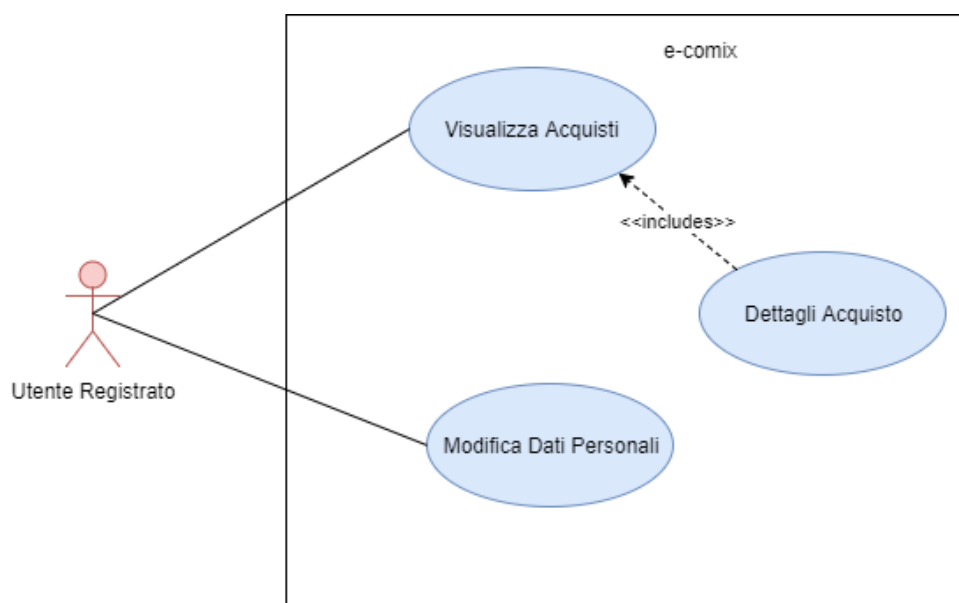 e-comix
Visualizza Acquisti
<<includes>>
Dettagli Acquisto
Utente Registrato
Modifica Dati Personali